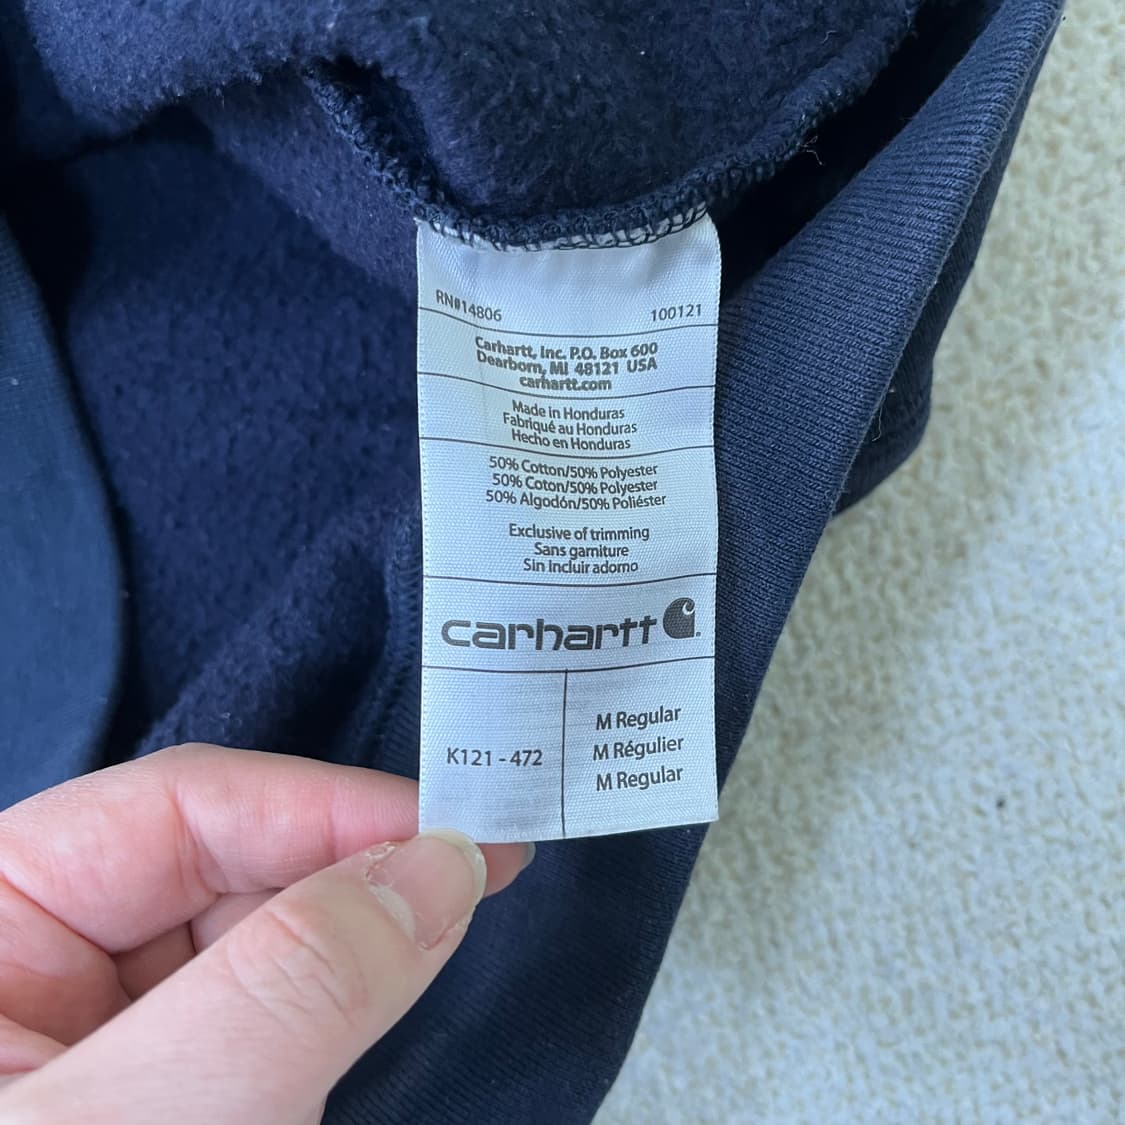 RN#14806 100121
Carhartt, Inc. P.O. Box 600
Dearborn, MI 48121 USA
carhartt.com
Made in Honduras
Fabriqué au Honduras
Hecho en Honduras
50% Cotton/50% Polyester
50% Coton/50% Polyester
50% Algodón/50% Poliéster
Exclusive of trimming
Sans garniture
Sin Incluir adorno
carhartt
K121 - 472
M Regular
M Régulier
M Regular